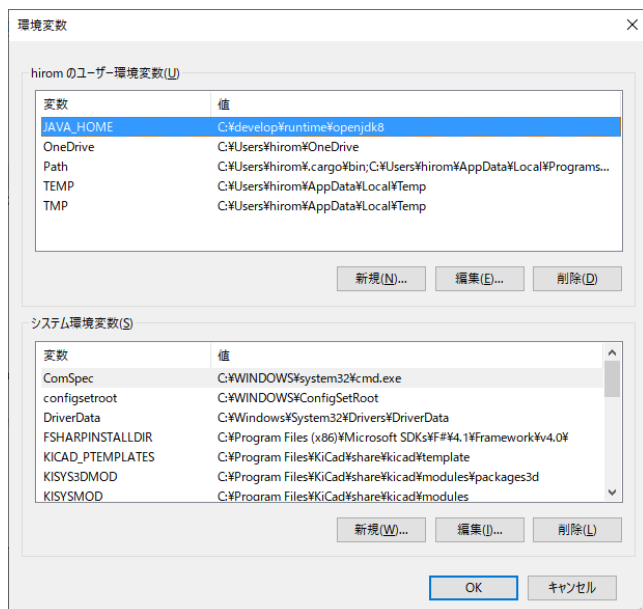 環境変数
hirom のユーザー環境変数(U)
変数 値
JAVA_HOME C:¥develop¥runtime¥openjdk8
OneDrive C:¥Users¥hirom¥OneDrive
Path C:¥Users¥hirom¥.cargo¥bin;C:¥Users¥hirom¥AppData¥Local¥Programs...
TEMP C:¥Users¥hirom¥AppData¥Local¥Temp
TMP C:¥Users¥hirom¥AppData¥Local¥Temp
新規(N)... 編集(E)... 削除(D)
システム環境変数(S)
変数 値
ComSpec C:¥WINDOWS¥system32¥cmd.exe
configsetroot C:¥WINDOWS¥ConfigSetRoot
DriverData C:¥Windows¥System32¥Drivers¥DriverData
FSHARPINSTALLDIR C:¥Program Files (x86)¥Microsoft SDKs¥F#¥4.1¥Framework¥v4.0¥
KICAD_PTEMPLATES C:¥Program Files¥KiCad¥share¥kicad¥template
KISYS3DMOD C:¥Program Files¥KiCad¥share¥kicad¥modules¥packages3d
KISYSMOD C:¥Program Files¥KiCad¥share¥kicad¥modules
新規(W)... 編集(I)... 削除(L)
OK キャンセル